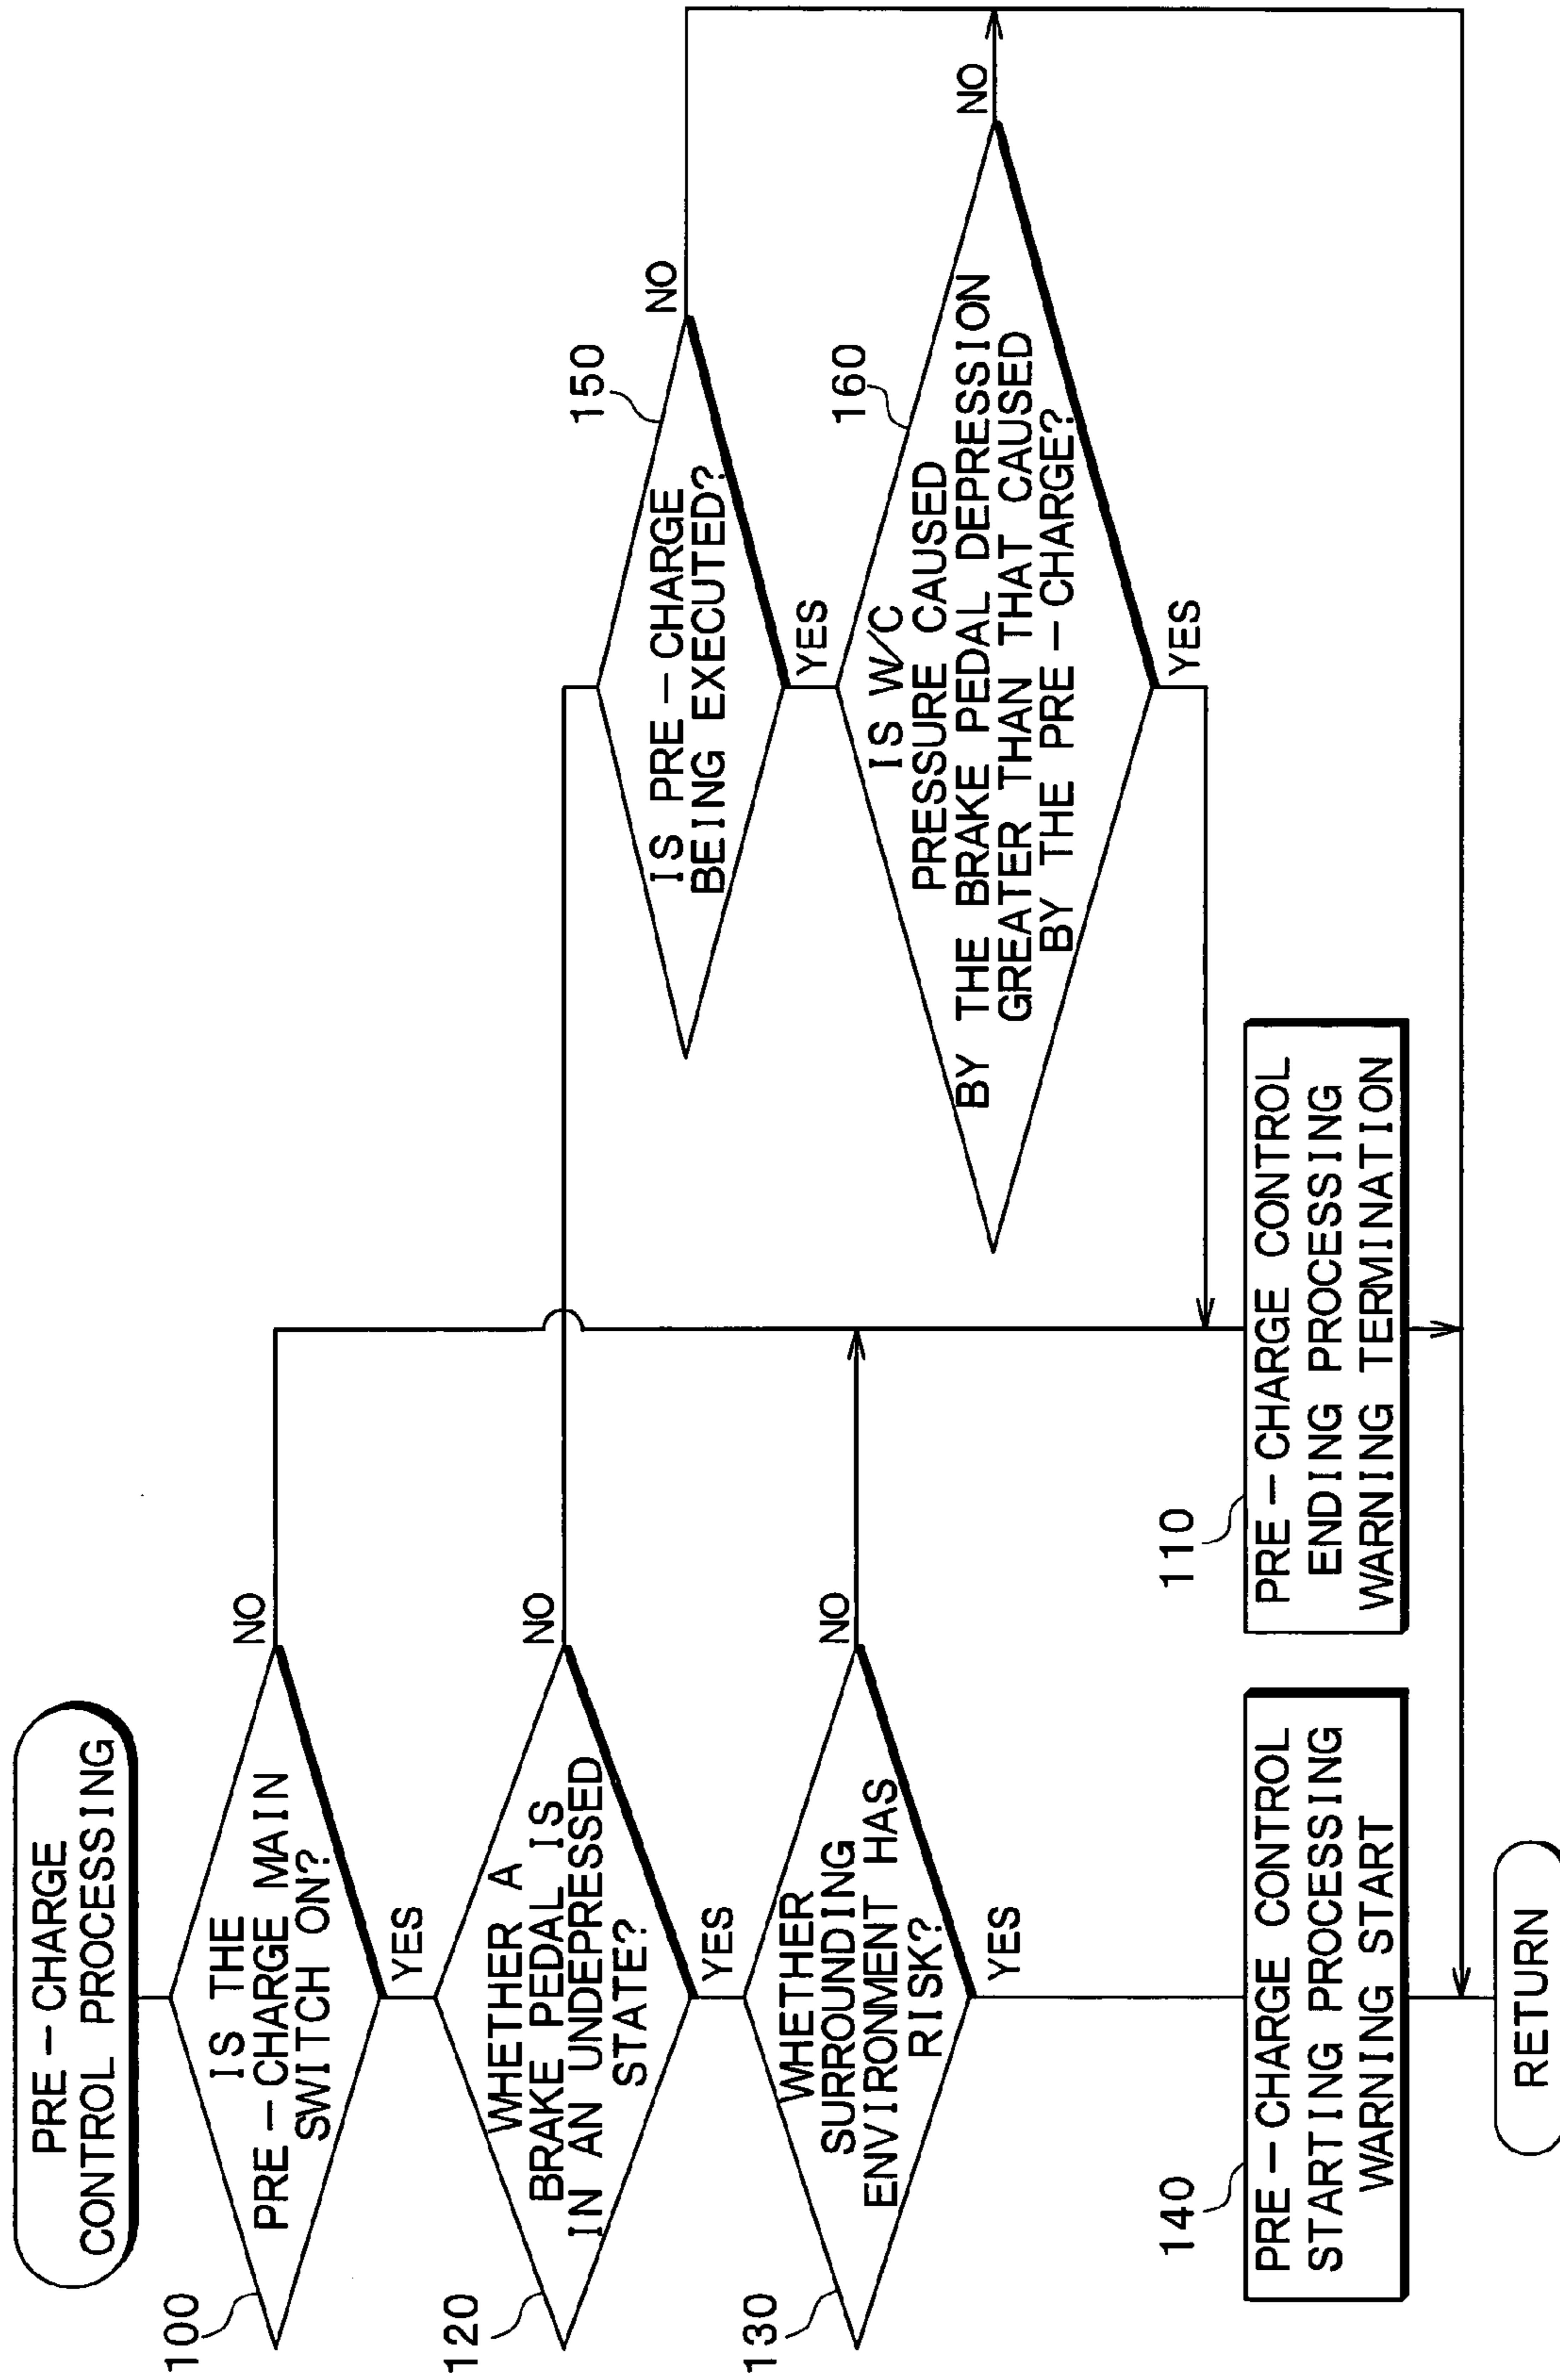 PRE-CHARGE
CONTROL PROCESSING
100
IS THE
PRE-CHARGE MAIN
SWITCH ON?
NO
YES
120
WHETHER A
BRAKE PEDAL IS
IN AN UNDEPRESSED
STATE?
NO
YES
130
WHETHER
SURROUNDING
ENVIRONMENT HAS
RISK?
NO
YES
150
IS PRE-CHARGE
BEING EXECUTED?
NO
YES
160
IS W/C
PRESSURE CAUSED
BY THE BRAKE PEDAL DEPRESSION
GREATER THAN THAT CAUSED
BY THE PRE-CHARGE?
NO
YES
140
PRE-CHARGE CONTROL
STARTING PROCESSING
WARNING START
110
PRE-CHARGE CONTROL
ENDING PROCESSING
WARNING TERMINATION
RETURN